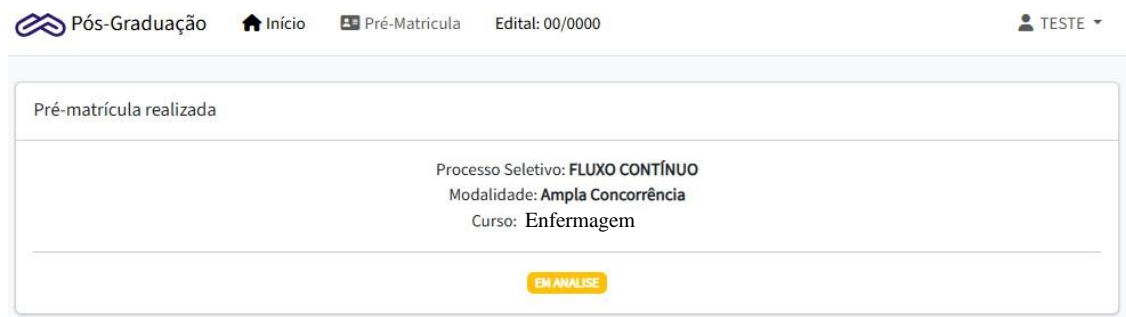 Pós-Graduação Início Pré-Matricula Edital: 00/0000 TESTE
Pré-matrícula realizada
Processo Seletivo: FLUXO CONTÍNUO
Modalidade: Ampla Concorrência
Curso: Enfermagem
EM ANALISE